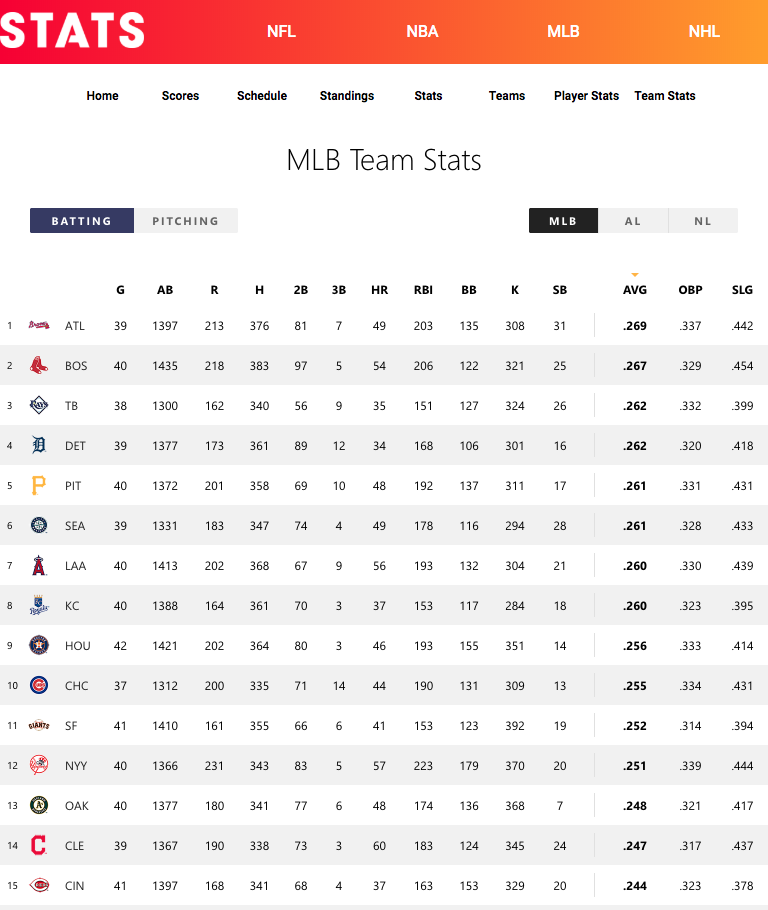 STATS NFL NBA MLB NHL
Home Scores Schedule Standings Stats Teams Player Stats Team Stats
MLB Team Stats
BATTING PITCHING MLB AL NL
G AB R H 2B 3B HR RBI BB K SB AVG OBP SLG
1 Braves ATL 39 1397 213 376 81 7 49 203 135 308 31 .269 .337 .442
2 BOS 40 1435 218 383 97 5 54 206 122 321 25 .267 .329 .454
3 RAYS TB 38 1300 162 340 56 9 35 151 127 324 26 .262 .332 .399
4 D DET 39 1377 173 361 89 12 34 168 106 301 16 .262 .320 .418
5 P PIT 40 1372 201 358 69 10 48 192 137 311 17 .261 .331 .431
6 SEA 39 1331 183 347 74 4 49 178 116 294 28 .261 .328 .433
7 A LAA 40 1413 202 368 67 9 56 193 132 304 21 .260 .330 .439
8 KC Royals KC 40 1388 164 361 70 3 37 153 117 284 18 .260 .323 .395
9 HOU 42 1421 202 364 80 3 46 193 155 351 14 .256 .333 .414
10 CHC 37 1312 200 335 71 14 44 190 131 309 13 .255 .334 .431
11 GIANTS SF 41 1410 161 355 66 6 41 153 123 392 19 .252 .314 .394
12 NYY 40 1366 231 343 83 5 57 223 179 370 20 .251 .339 .444
13 A's OAK 40 1377 180 341 77 6 48 174 136 368 7 .248 .321 .417
14 C CLE 39 1367 190 338 73 3 60 183 124 345 24 .247 .317 .437
15 REDS CIN 41 1397 168 341 68 4 37 163 153 329 20 .244 .323 .378